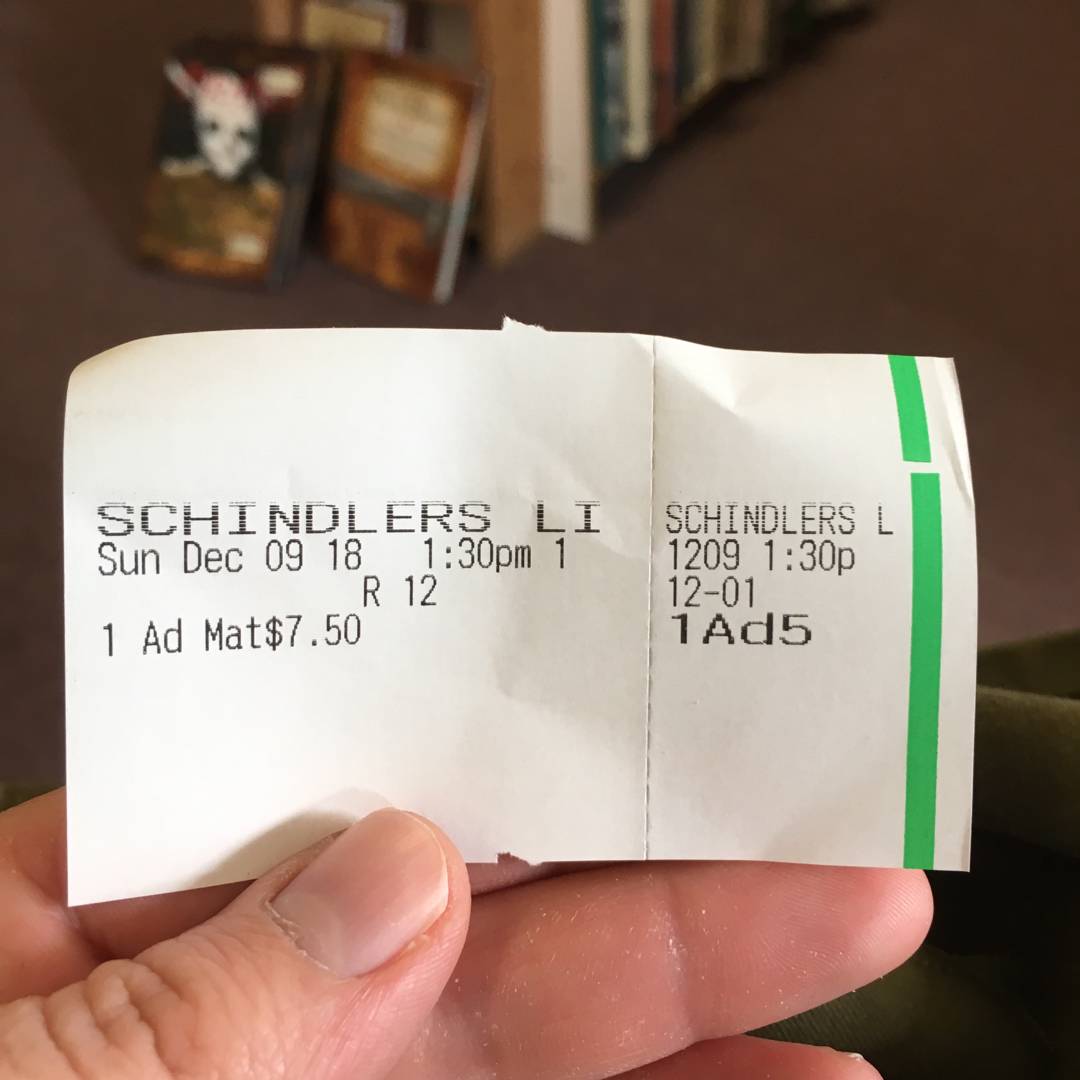 SCHINDLERS LI
Sun Dec 09 18 1:30pm 1
R 12
1 Ad Mat$7.50
SCHINDLERS L
1209 1:30p
12-01
1Ad5